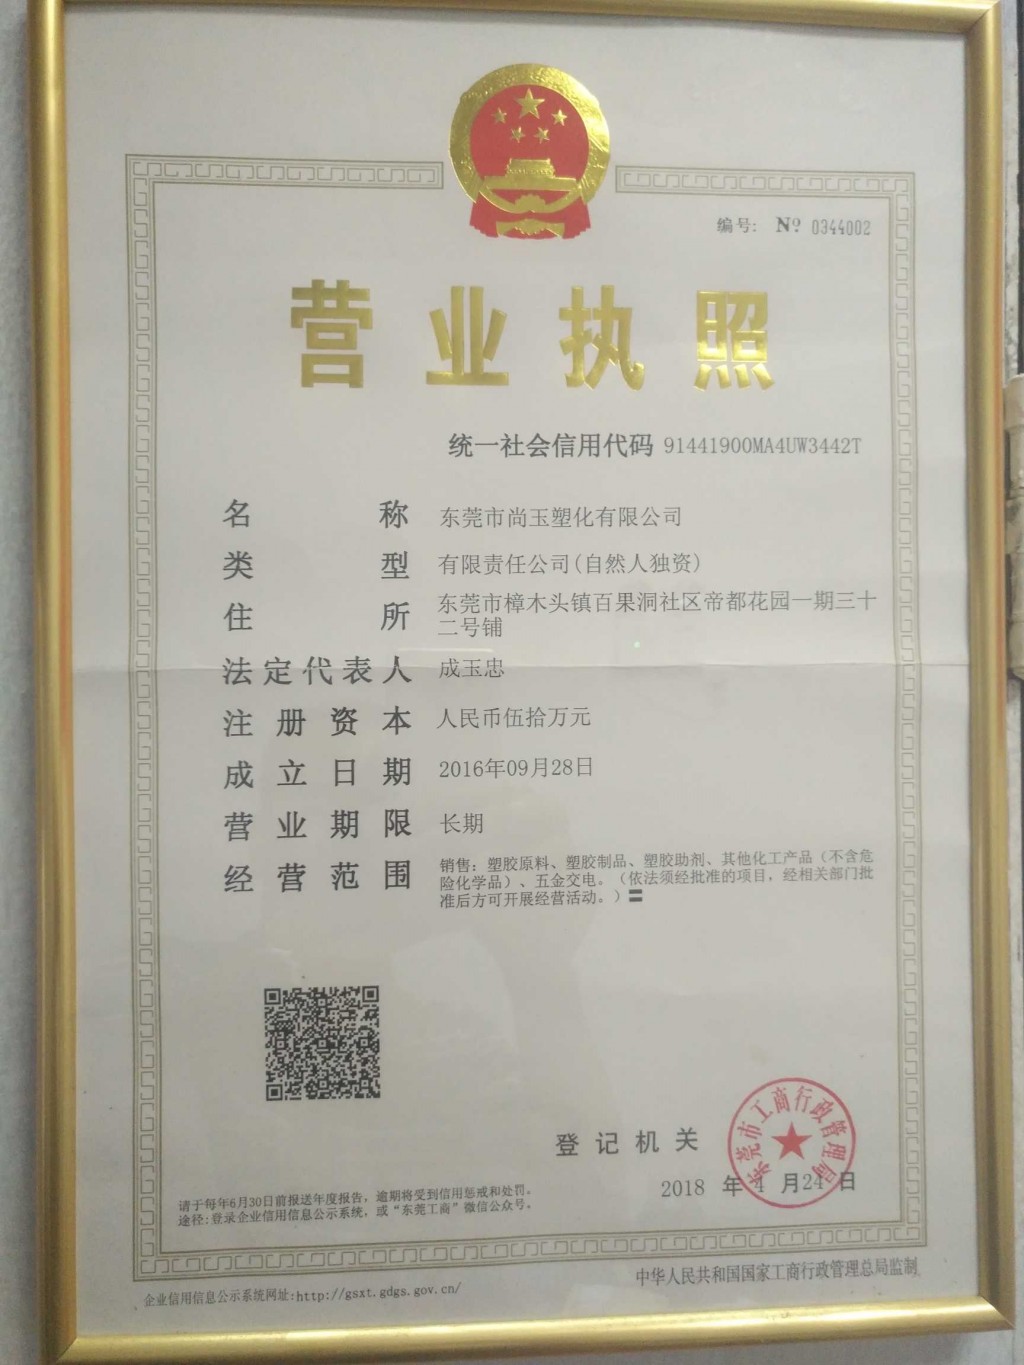 编号: Nº 0344002
营业执照
统一社会信用代码 91441900MA4UW3442T
名称 东莞市尚玉塑化有限公司
类型 有限责任公司(自然人独资)
住所 东莞市樟木头镇百果洞社区帝都花园一期三十
二号铺
法定代表人 成玉忠
注册资本 人民币伍拾万元
成立日期 2016年09月28日
营业期限 长期
经营范围 销售：塑胶原料、塑胶制品、塑胶助剂、其他化工产品（不含危
险化学品）、五金交电。（依法须经批准的项目，经相关部门批
准后方可开展经营活动。）〓
登记机关
东莞市工商行政管理局
2018 年 4 月 24 日
请于每年6月30日前报送年度报告，逾期将受到信用惩戒和处罚。
途径:登录企业信用信息公示系统，或“东莞工商”微信公众号。
企业信用信息公示系统网址:http://gsxt.gdgs.gov.cn/
中华人民共和国国家工商行政管理总局监制